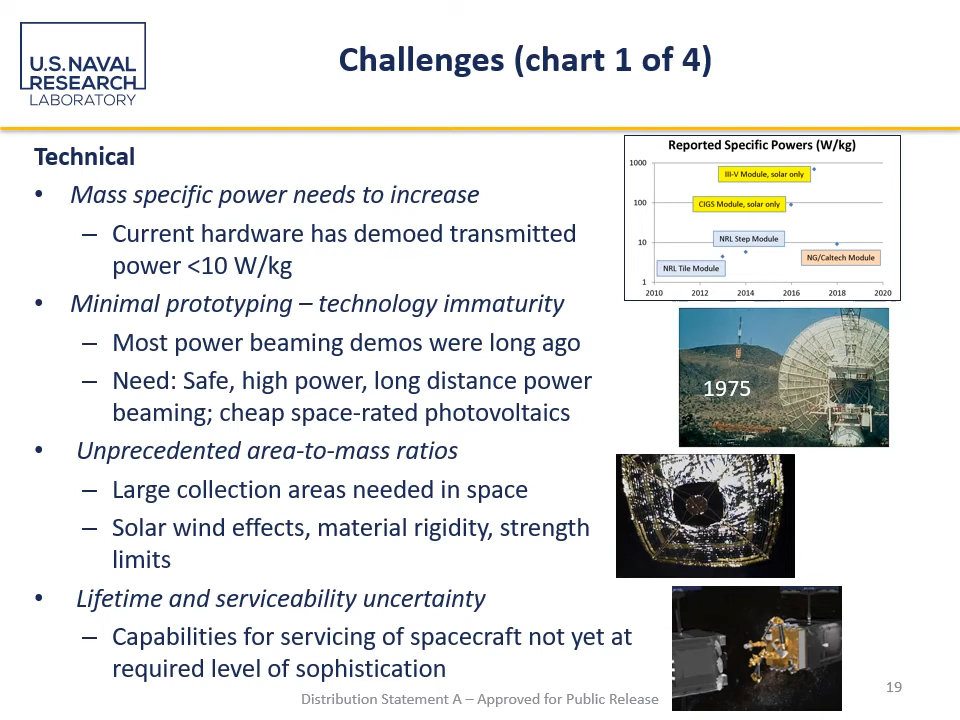 U.S. NAVAL
RESEARCH
LABORATORY
Challenges (chart 1 of 4)
Technical
• Mass specific power needs to increase
– Current hardware has demoed transmitted
power <10 W/kg
• Minimal prototyping – technology immaturity
– Most power beaming demos were long ago
– Need: Safe, high power, long distance power
beaming; cheap space-rated photovoltaics
• Unprecedented area-to-mass ratios
– Large collection areas needed in space
– Solar wind effects, material rigidity, strength
limits
• Lifetime and serviceability uncertainty
– Capabilities for servicing of spacecraft not yet at
required level of sophistication
Reported Specific Powers (W/kg)
1000
III-V Module, solar only
100
CIGS Module, solar only
NRL Step Module
10
NG/Caltech Module
NRL Tile Module
1
2010 2012 2014 2016 2018 2020
1975
Distribution Statement A – Approved for Public Release
19